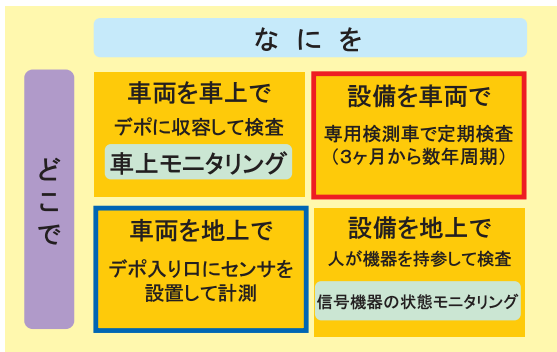 なにを
どこで
車両を車上で
デポに収容して検査
車上モニタリング
設備を車両で
専用検測車で定期検査
（3ヶ月から数年周期）
車両を地上で
デポ入り口にセンサを
設置して計測
設備を地上で
人が機器を持参して検査
信号機器の状態モニタリング